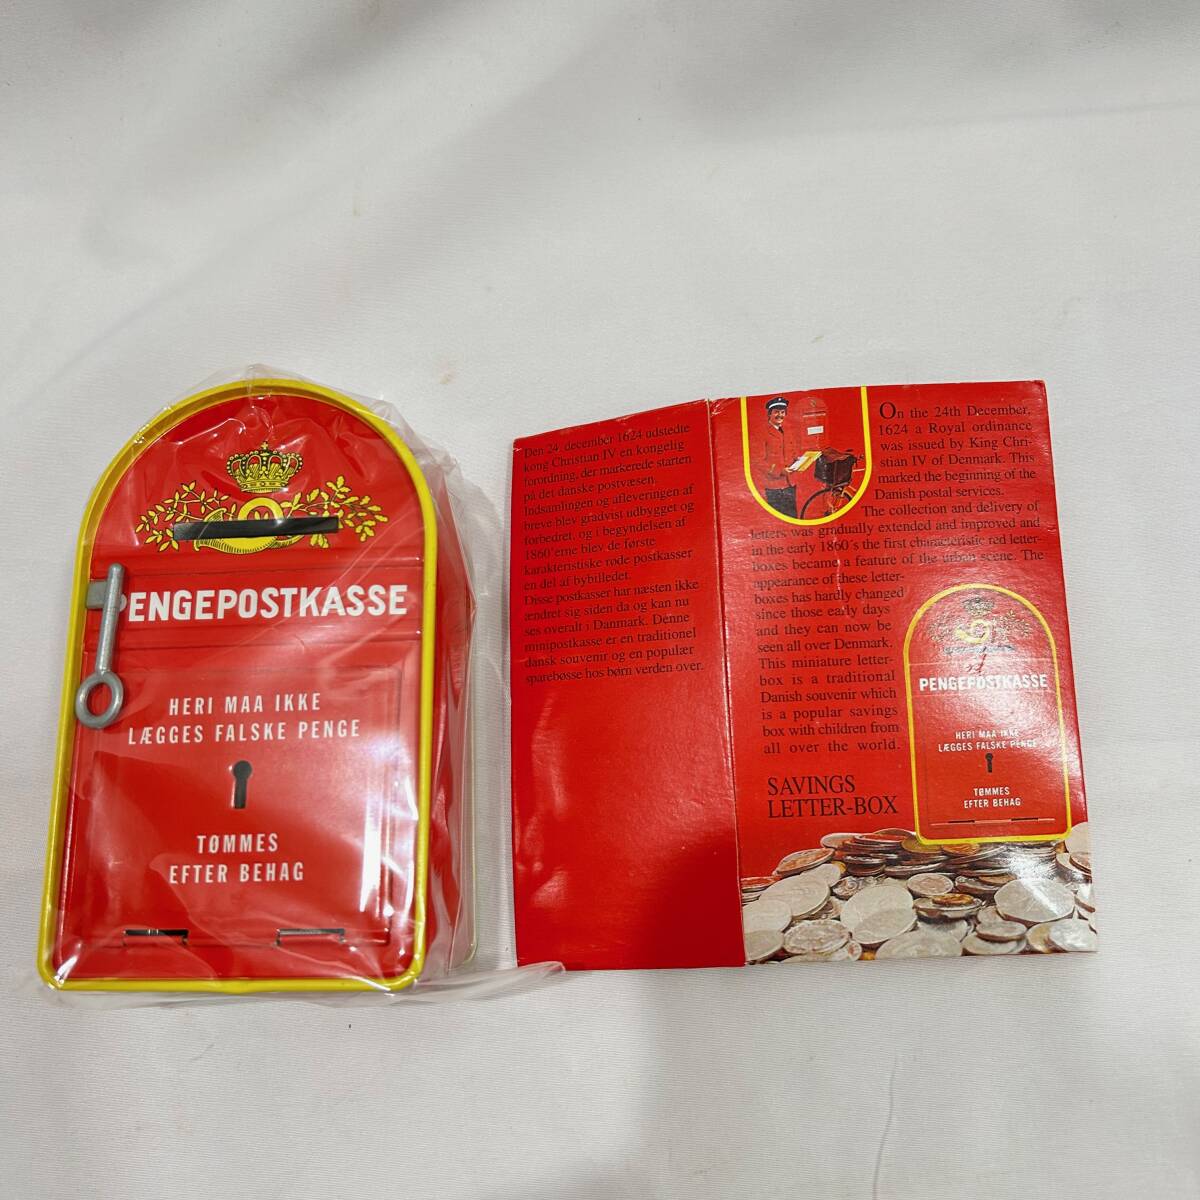 PENGEPOSTKASSE
HERI MAA IKKE
LÆGGES FALSKE PENGE
TØMMES
EFTER BEHAG
Den 24. december 1624 udstedte
kong Christian IV en kongelig
forordning, der markerede starten
på det danske postvæsen.
Indsamlingen og afleveringen af
breve blev gradvist udbygget og
forbedret, og i begyndelsen af
1860'erne blev de første
karakteristiske røde postkasser
en del af bybilledet.
Disse postkasser har næsten ikke
ændret sig siden da og kan nu
ses overalt i Danmark. Denne
minipostkasse er en traditionel
dansk souvenir og en populær
sparebøsse hos børn verden over.
On the 24th December,
1624 a Royal ordinance
was issued by King Chri-
stian IV of Denmark. This
marked the beginning of the
Danish postal services.
The collection and delivery of
letters was gradually extended and improved and
in the early 1860´s the first characteristic red letter-
boxes became a feature of the urban scene. The
appearance of these letter-
boxes has hardly changed
since those early days
and they can now be
seen all over Denmark.
This miniature letter-
box is a traditional
Danish souvenir which
is a popular savings
box with children from
all over the world.
SAVINGS
LETTER-BOX
PENGEPOSTKASSE
HERI MAA IKKE
LÆGGES FALSKE PENGE
TØMMES
EFTER BEHAG